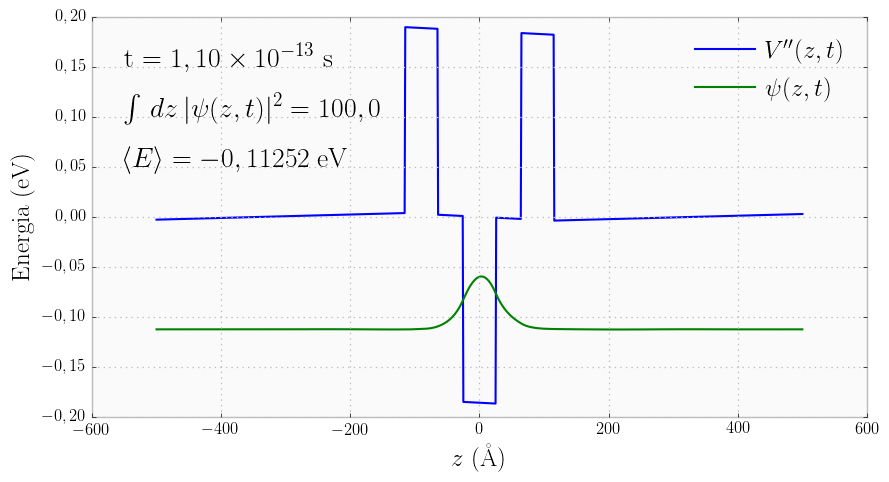 t = 1,10 × 10⁻¹³ s
∫ dz |ψ(z,t)|² = 100,0
⟨E⟩ = −0,11252 eV
V″(z,t)
ψ(z,t)
Energia (eV)
0,20
0,15
0,10
0,05
0,00
−0,05
−0,10
−0,15
−0,20
−600 −400 −200 0 200 400 600
z (Å)